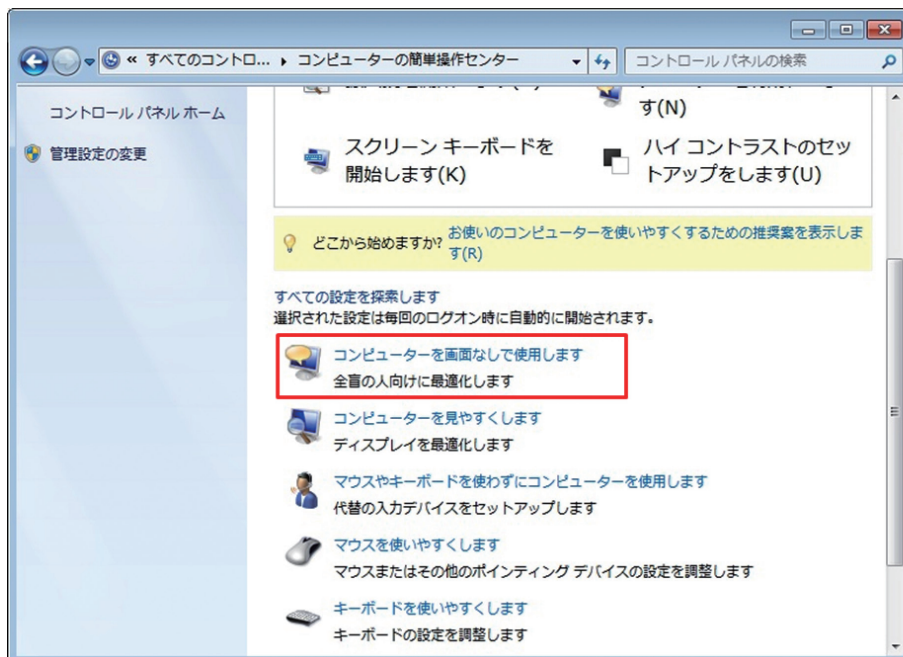 « すべてのコントロ... ▸ コンピューターの簡単操作センター
コントロール パネルの検索
コントロール パネル ホーム
管理設定の変更
す(N)
スクリーン キーボードを
開始します(K)
ハイ コントラストのセッ
トアップをします(U)
どこから始めますか? お使いのコンピューターを使いやすくするための推奨案を表示しま
す(R)
すべての設定を探索します
選択された設定は毎回のログオン時に自動的に開始されます。
コンピューターを画面なしで使用します
全盲の人向けに最適化します
コンピューターを見やすくします
ディスプレイを最適化します
マウスやキーボードを使わずにコンピューターを使用します
代替の入力デバイスをセットアップします
マウスを使いやすくします
マウスまたはその他のポインティング デバイスの設定を調整します
キーボードを使いやすくします
キーボードの設定を調整します